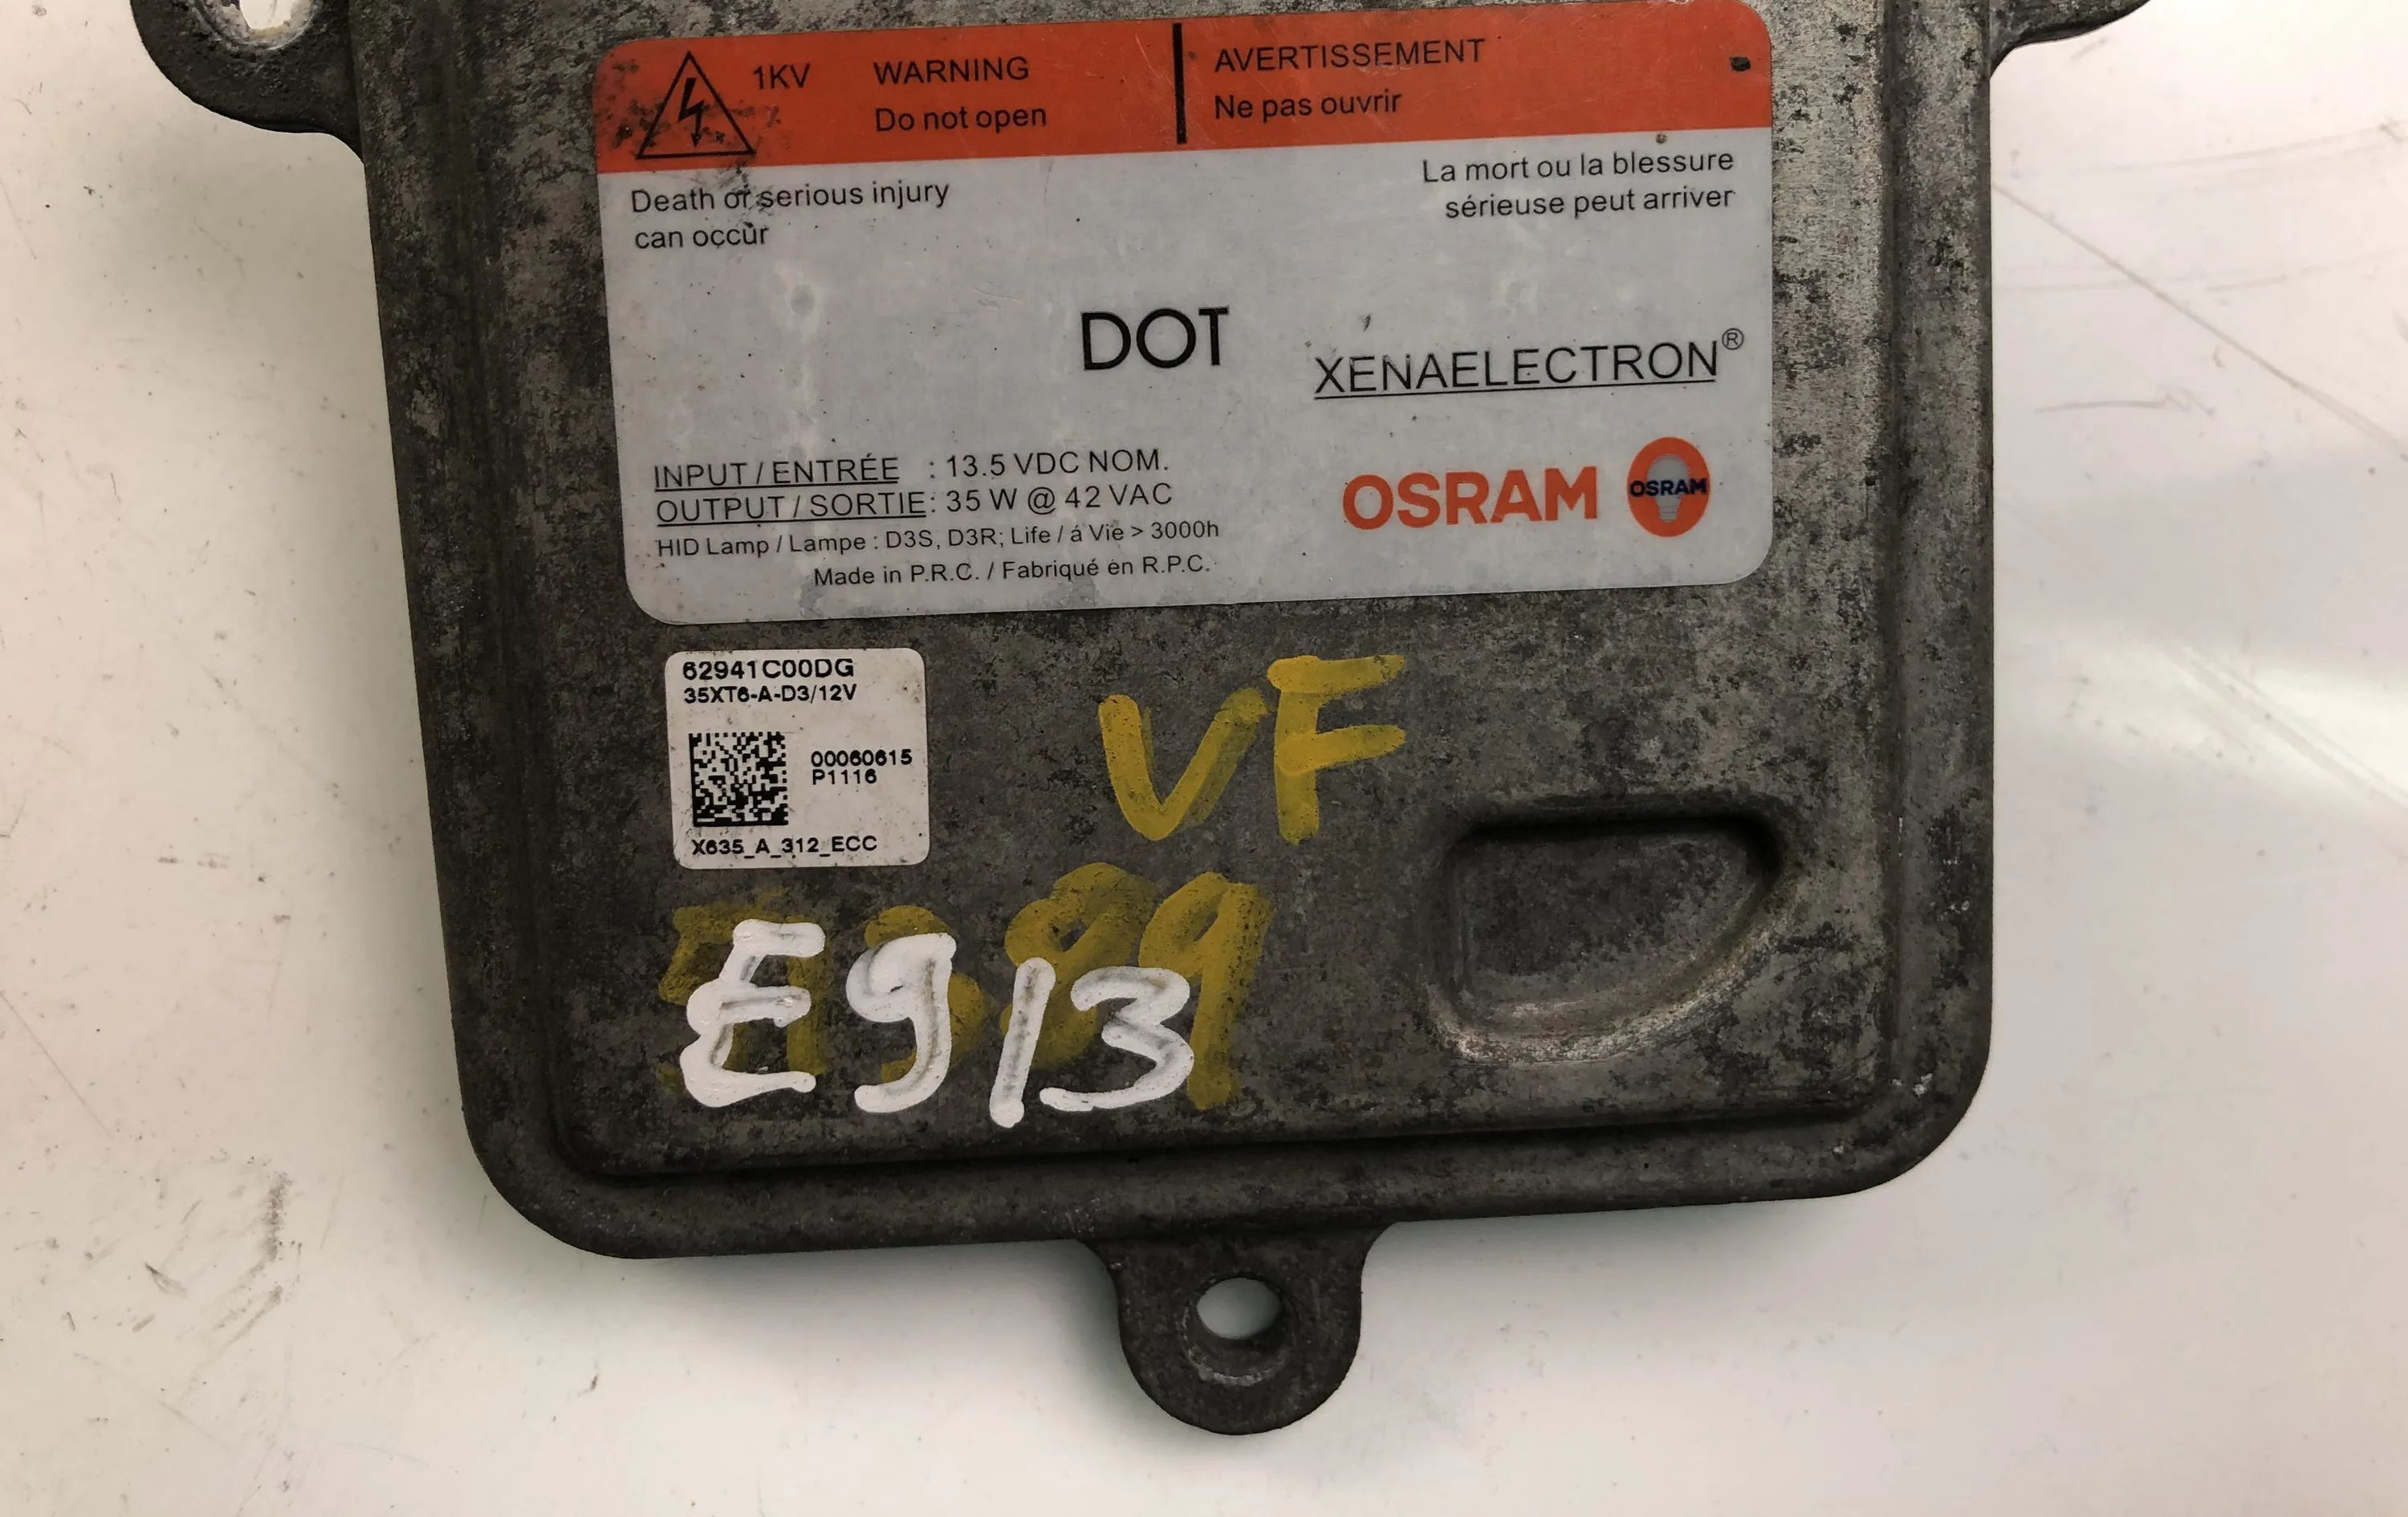 1KV
WARNING
Do not open
AVERTISSEMENT
Ne pas ouvrir
Death or serious injury
can occur
La mort ou la blessure
sérieuse peut arriver
DOT
XENAELECTRON®
INPUT / ENTRÉE : 13.5 VDC NOM.
OUTPUT / SORTIE : 35 W @ 42 VAC
HID Lamp / Lampe : D3S, D3R; Life / á Vie > 3000h
Made in P.R.C. / Fabriqué en R.P.C.
OSRAM
OSRAM
62941C00DG
35XT6-A-D3/12V
00060615
P1116
X635_A_312_ECC
VF
E913